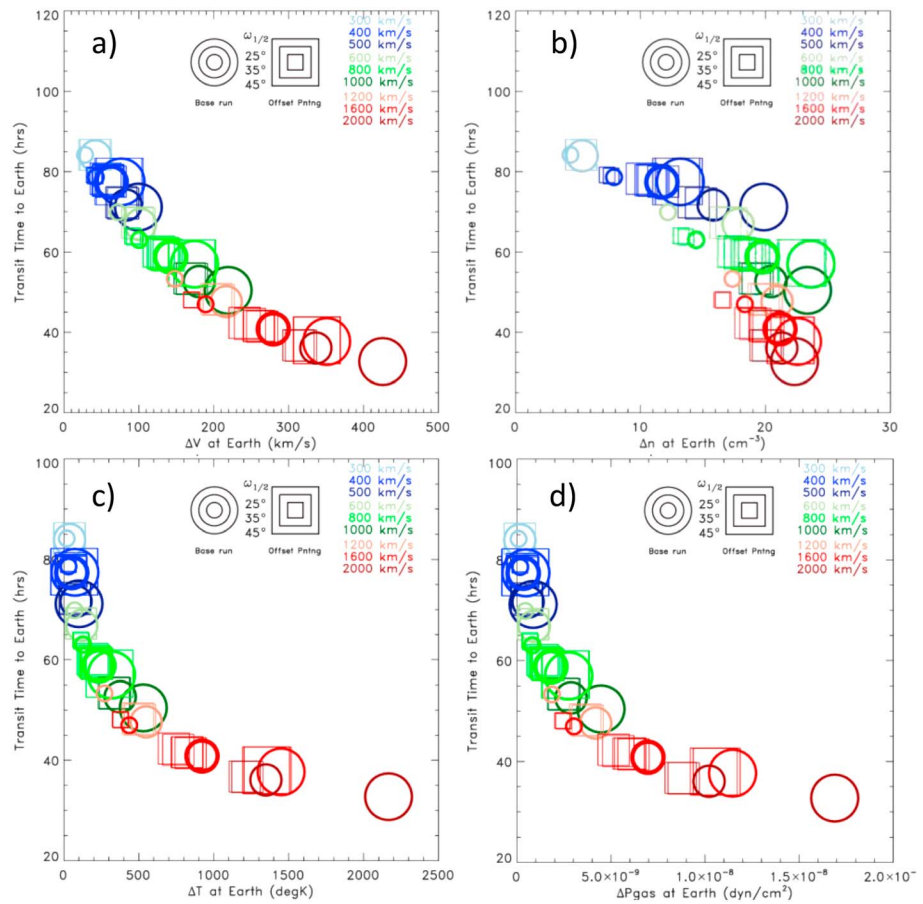 a)
120
100
80
60
40
20
0 100 200 300 400 500
Transit Time to Earth (hrs)
ΔV at Earth (km/s)
ω1/2
25°
35°
45°
Base run
Offset Pntng
300 km/s
400 km/s
500 km/s
600 km/s
800 km/s
1000 km/s
1200 km/s
1600 km/s
2000 km/s
b)
120
100
80
60
40
20
0 10 20 30
Transit Time to Earth (hrs)
Δn at Earth (cm⁻³)
ω1/2
25°
35°
45°
Base run
Offset Pntng
300 km/s
400 km/s
500 km/s
600 km/s
800 km/s
1000 km/s
1200 km/s
1600 km/s
2000 km/s
c)
100
80
60
40
20
0 500 1000 1500 2000 2500
Transit Time to Earth (hrs)
ΔT at Earth (degK)
ω1/2
25°
35°
45°
Base run
Offset Pntng
300 km/s
400 km/s
500 km/s
600 km/s
800 km/s
1000 km/s
1200 km/s
1600 km/s
2000 km/s
d)
100
80
60
40
20
0 5.0×10⁻⁹ 1.0×10⁻⁸ 1.5×10⁻⁸ 2.0×10⁻
Transit Time to Earth (hrs)
ΔPgas at Earth (dyn/cm²)
ω1/2
25°
35°
45°
Base run
Offset Pntng
300 km/s
400 km/s
500 km/s
600 km/s
800 km/s
1000 km/s
1200 km/s
1600 km/s
2000 km/s